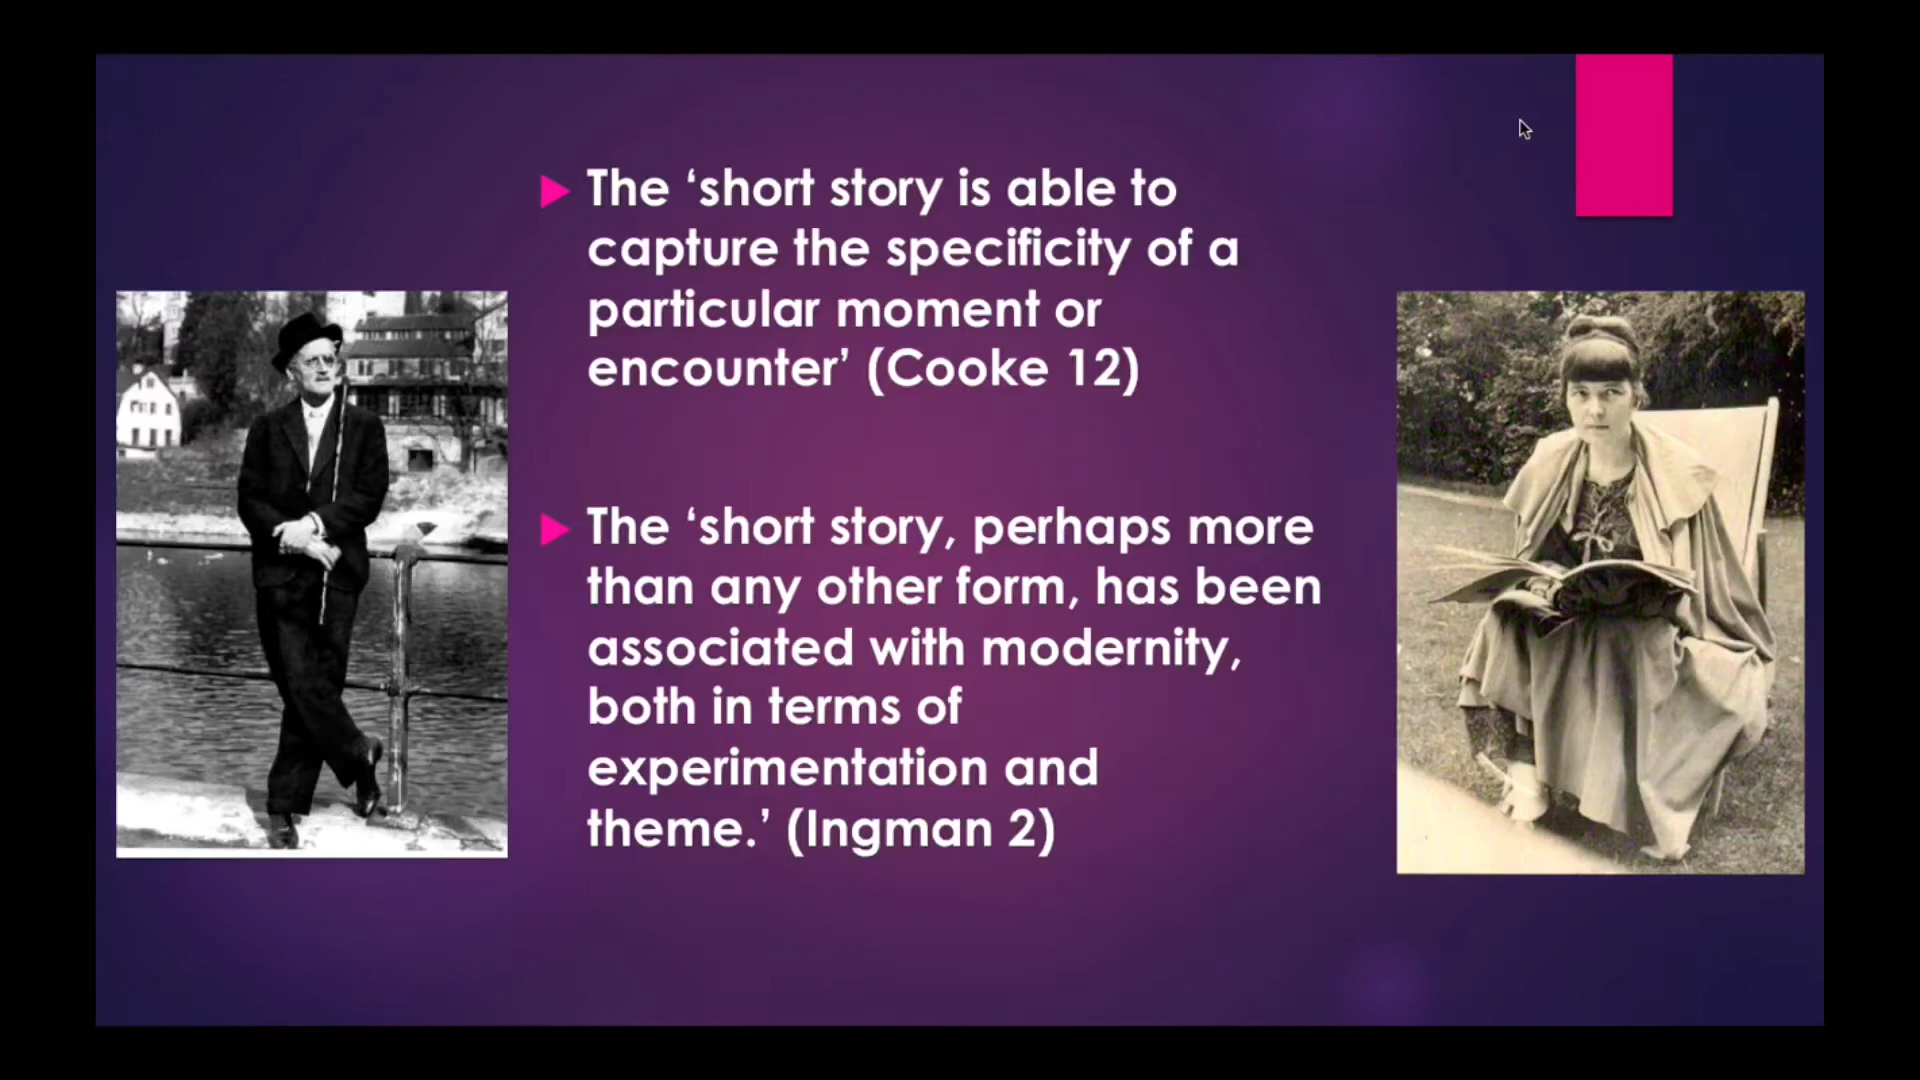 The ‘short story is able to
capture the specificity of a
particular moment or
encounter’ (Cooke 12)
The ‘short story, perhaps more
than any other form, has been
associated with modernity,
both in terms of
experimentation and
theme.’ (Ingman 2)